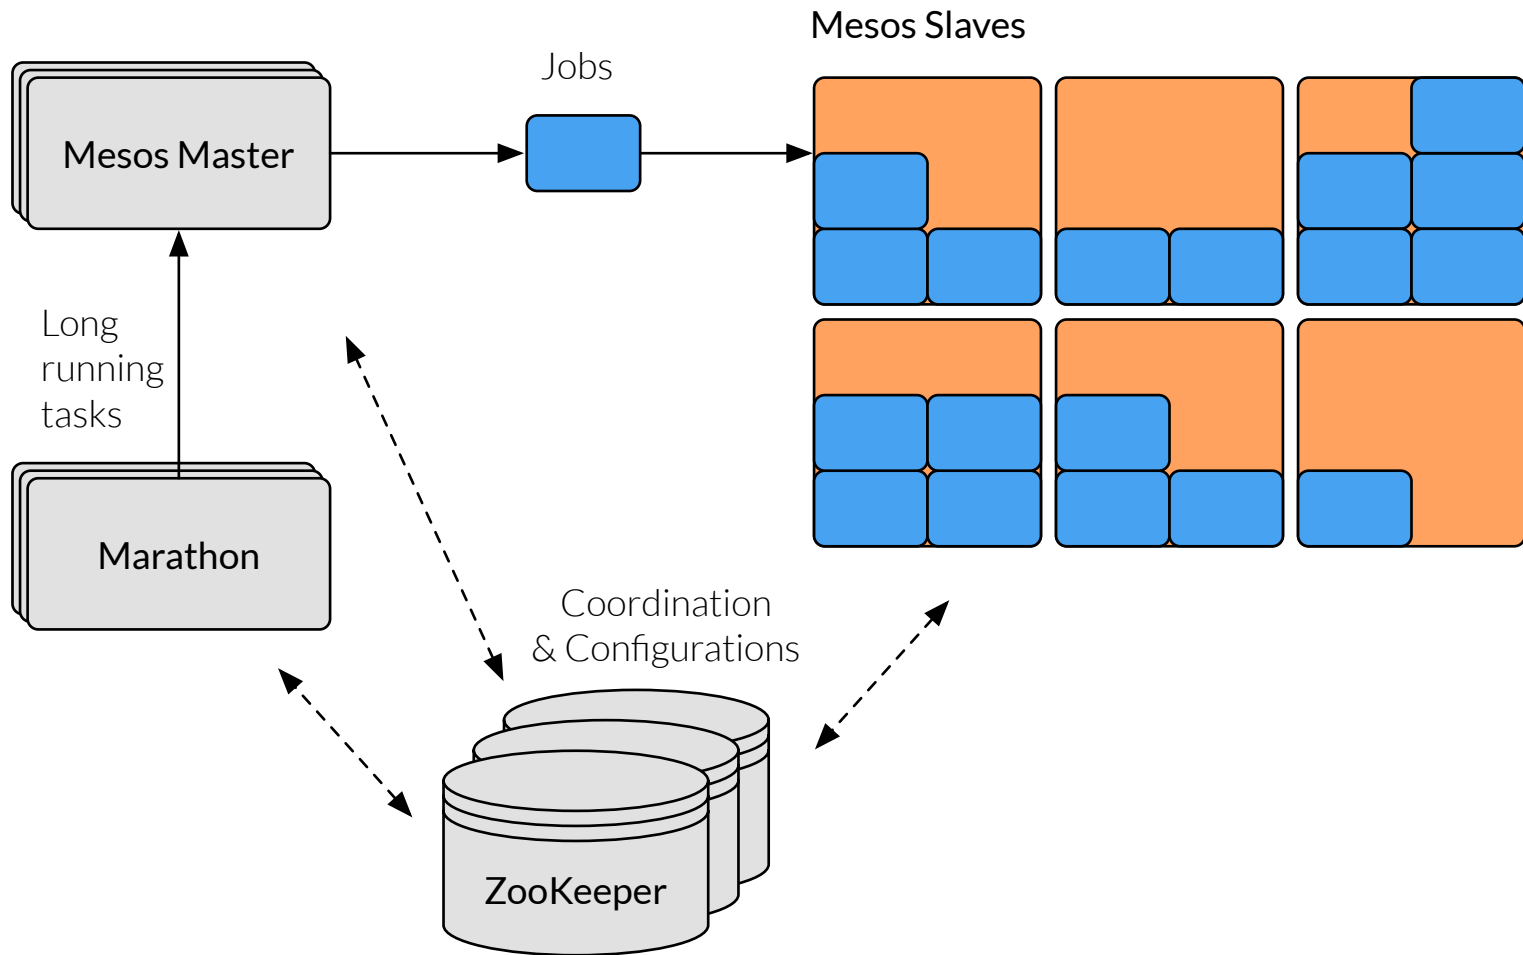 Mesos Slaves
Jobs
Mesos Master
Long
running
tasks
Marathon
Coordination
& Configurations
ZooKeeper